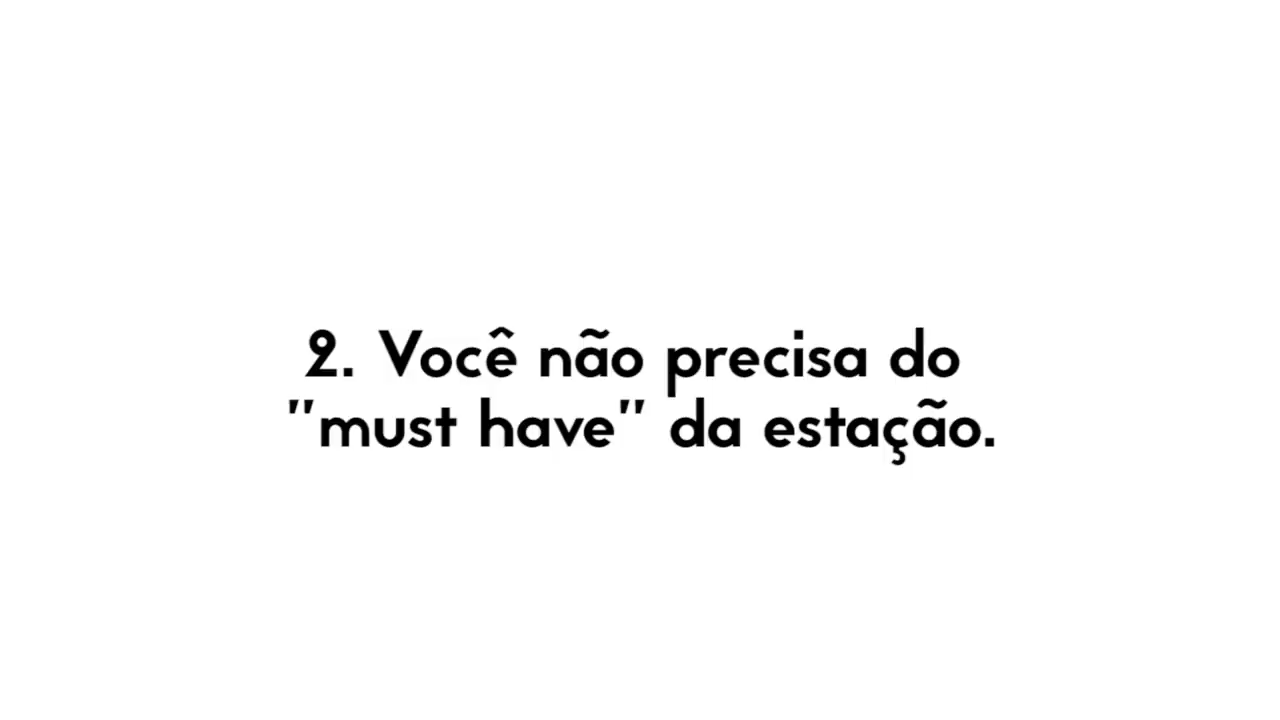 2. Você não precisa do
"must have" da estação.